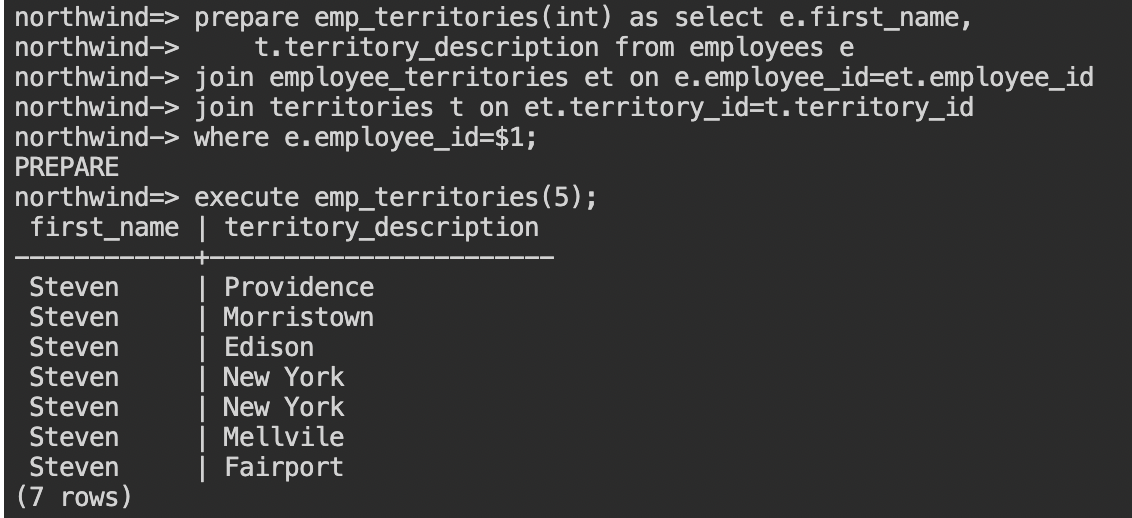 northwind=> prepare emp_territories(int) as select e.first_name,
northwind->     t.territory_description from employees e
northwind-> join employee_territories et on e.employee_id=et.employee_id
northwind-> join territories t on et.territory_id=t.territory_id
northwind-> where e.employee_id=$1;
PREPARE
northwind=> execute emp_territories(5);
 first_name | territory_description
------------+-----------------------
 Steven     | Providence
 Steven     | Morristown
 Steven     | Edison
 Steven     | New York
 Steven     | New York
 Steven     | Mellvile
 Steven     | Fairport
(7 rows)